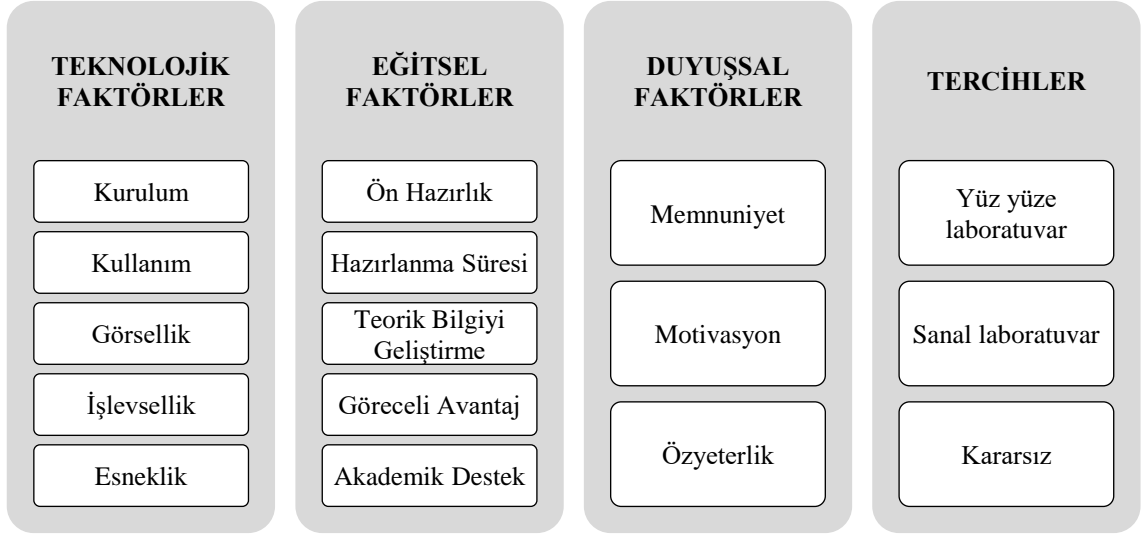 TEKNOLOJİK
FAKTÖRLER
Kurulum
Kullanım
Görsellik
İşlevsellik
Esneklik
EĞİTSEL
FAKTÖRLER
Ön Hazırlık
Hazırlanma Süresi
Teorik Bilgiyi
Geliştirme
Göreceli Avantaj
Akademik Destek
DUYUŞSAL
FAKTÖRLER
Memnuniyet
Motivasyon
Özyeterlik
TERCİHLER
Yüz yüze
laboratuvar
Sanal laboratuvar
Kararsız